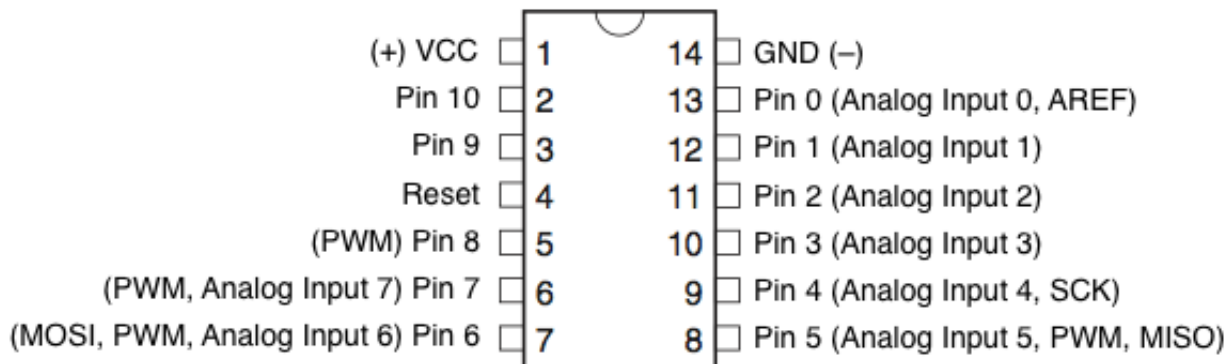 (+) VCC 1 14 GND (–)
Pin 10 2 13 Pin 0 (Analog Input 0, AREF)
Pin 9 3 12 Pin 1 (Analog Input 1)
Reset 4 11 Pin 2 (Analog Input 2)
(PWM) Pin 8 5 10 Pin 3 (Analog Input 3)
(PWM, Analog Input 7) Pin 7 6 9 Pin 4 (Analog Input 4, SCK)
(MOSI, PWM, Analog Input 6) Pin 6 7 8 Pin 5 (Analog Input 5, PWM, MISO)